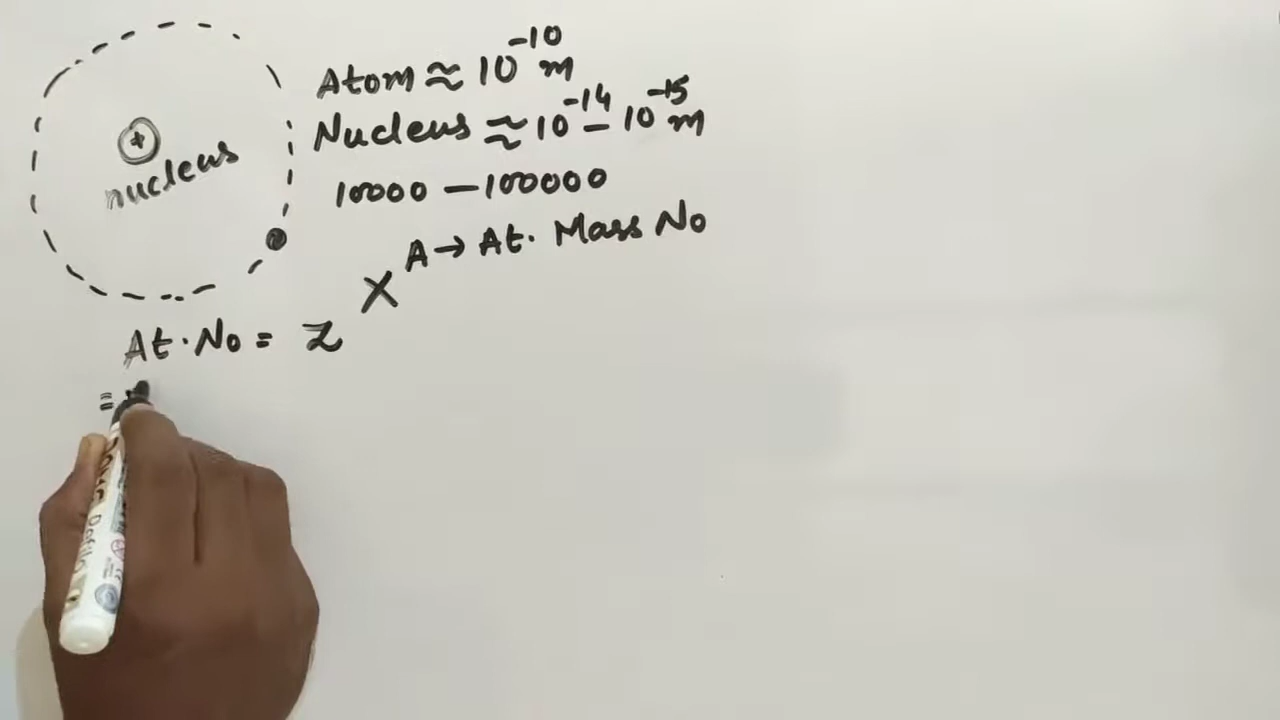 Atom ≈ 10⁻¹⁰ m
nucleus
Nucleus ≈ 10⁻¹⁴ – 10⁻¹⁵ m
10000 – 100000
A → At. Mass No
X
At. No = Z
=